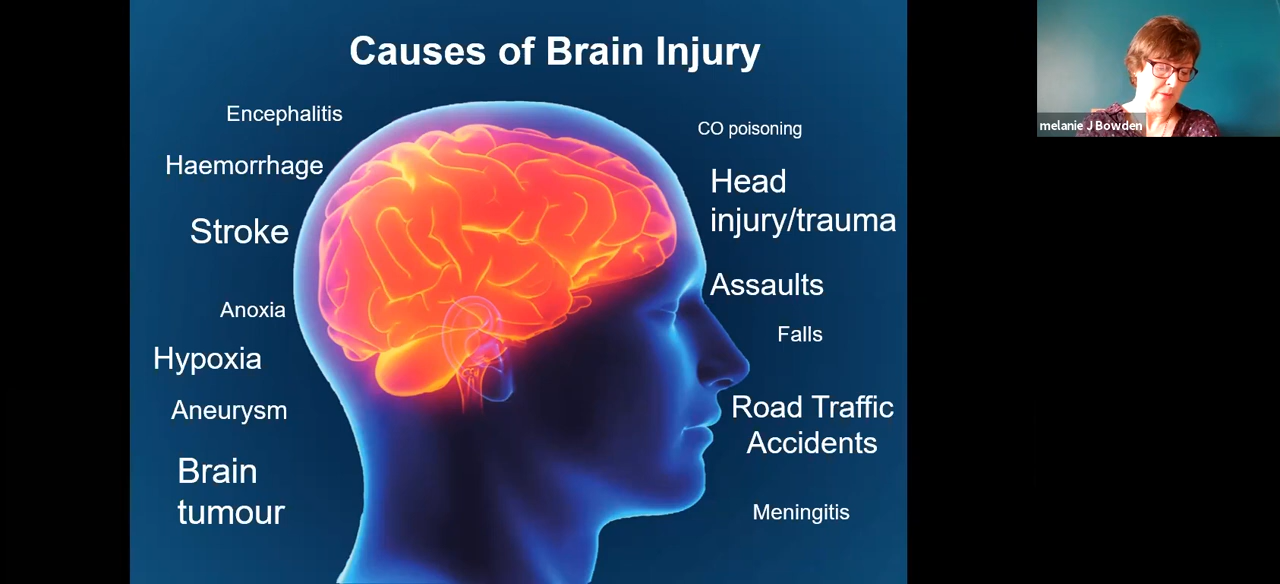 Causes of Brain Injury
Encephalitis
Haemorrhage
Stroke
Anoxia
Hypoxia
Aneurysm
Brain
tumour
CO poisoning
Head
injury/trauma
Assaults
Falls
Road Traffic
Accidents
Meningitis
melanie J Bowden